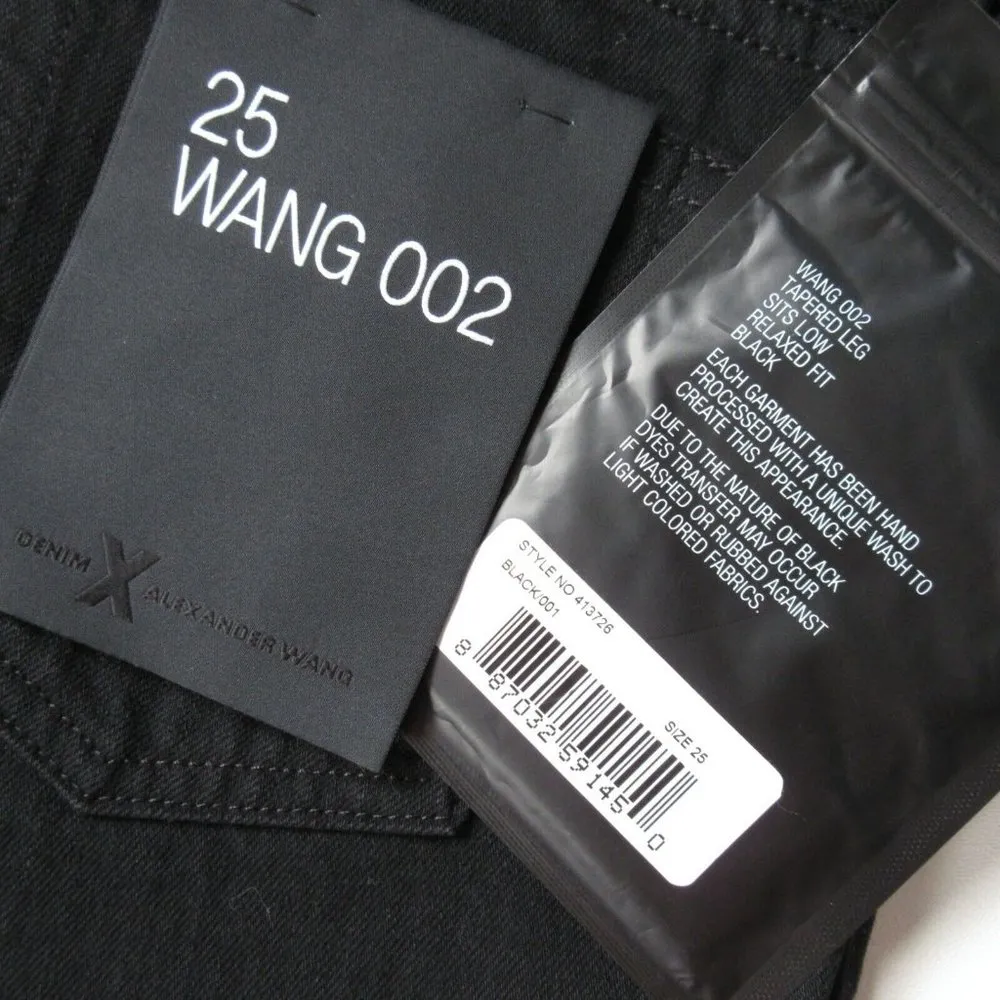 25
WANG 002
DENIM X ALEXANDER WANG
WANG 002
TAPERED LEG
SITS LOW
RELAXED FIT
BLACK
EACH GARMENT HAS BEEN HAND
PROCESSED WITH A UNIQUE WASH TO
CREATE THIS APPEARANCE.
DUE TO THE NATURE OF BLACK
DYES TRANSFER MAY OCCUR
IF WASHED OR RUBBED AGAINST
LIGHT COLORED FABRICS.
STYLE NO 413726
BLACK/001
SIZE 25
8 87032 59145 0